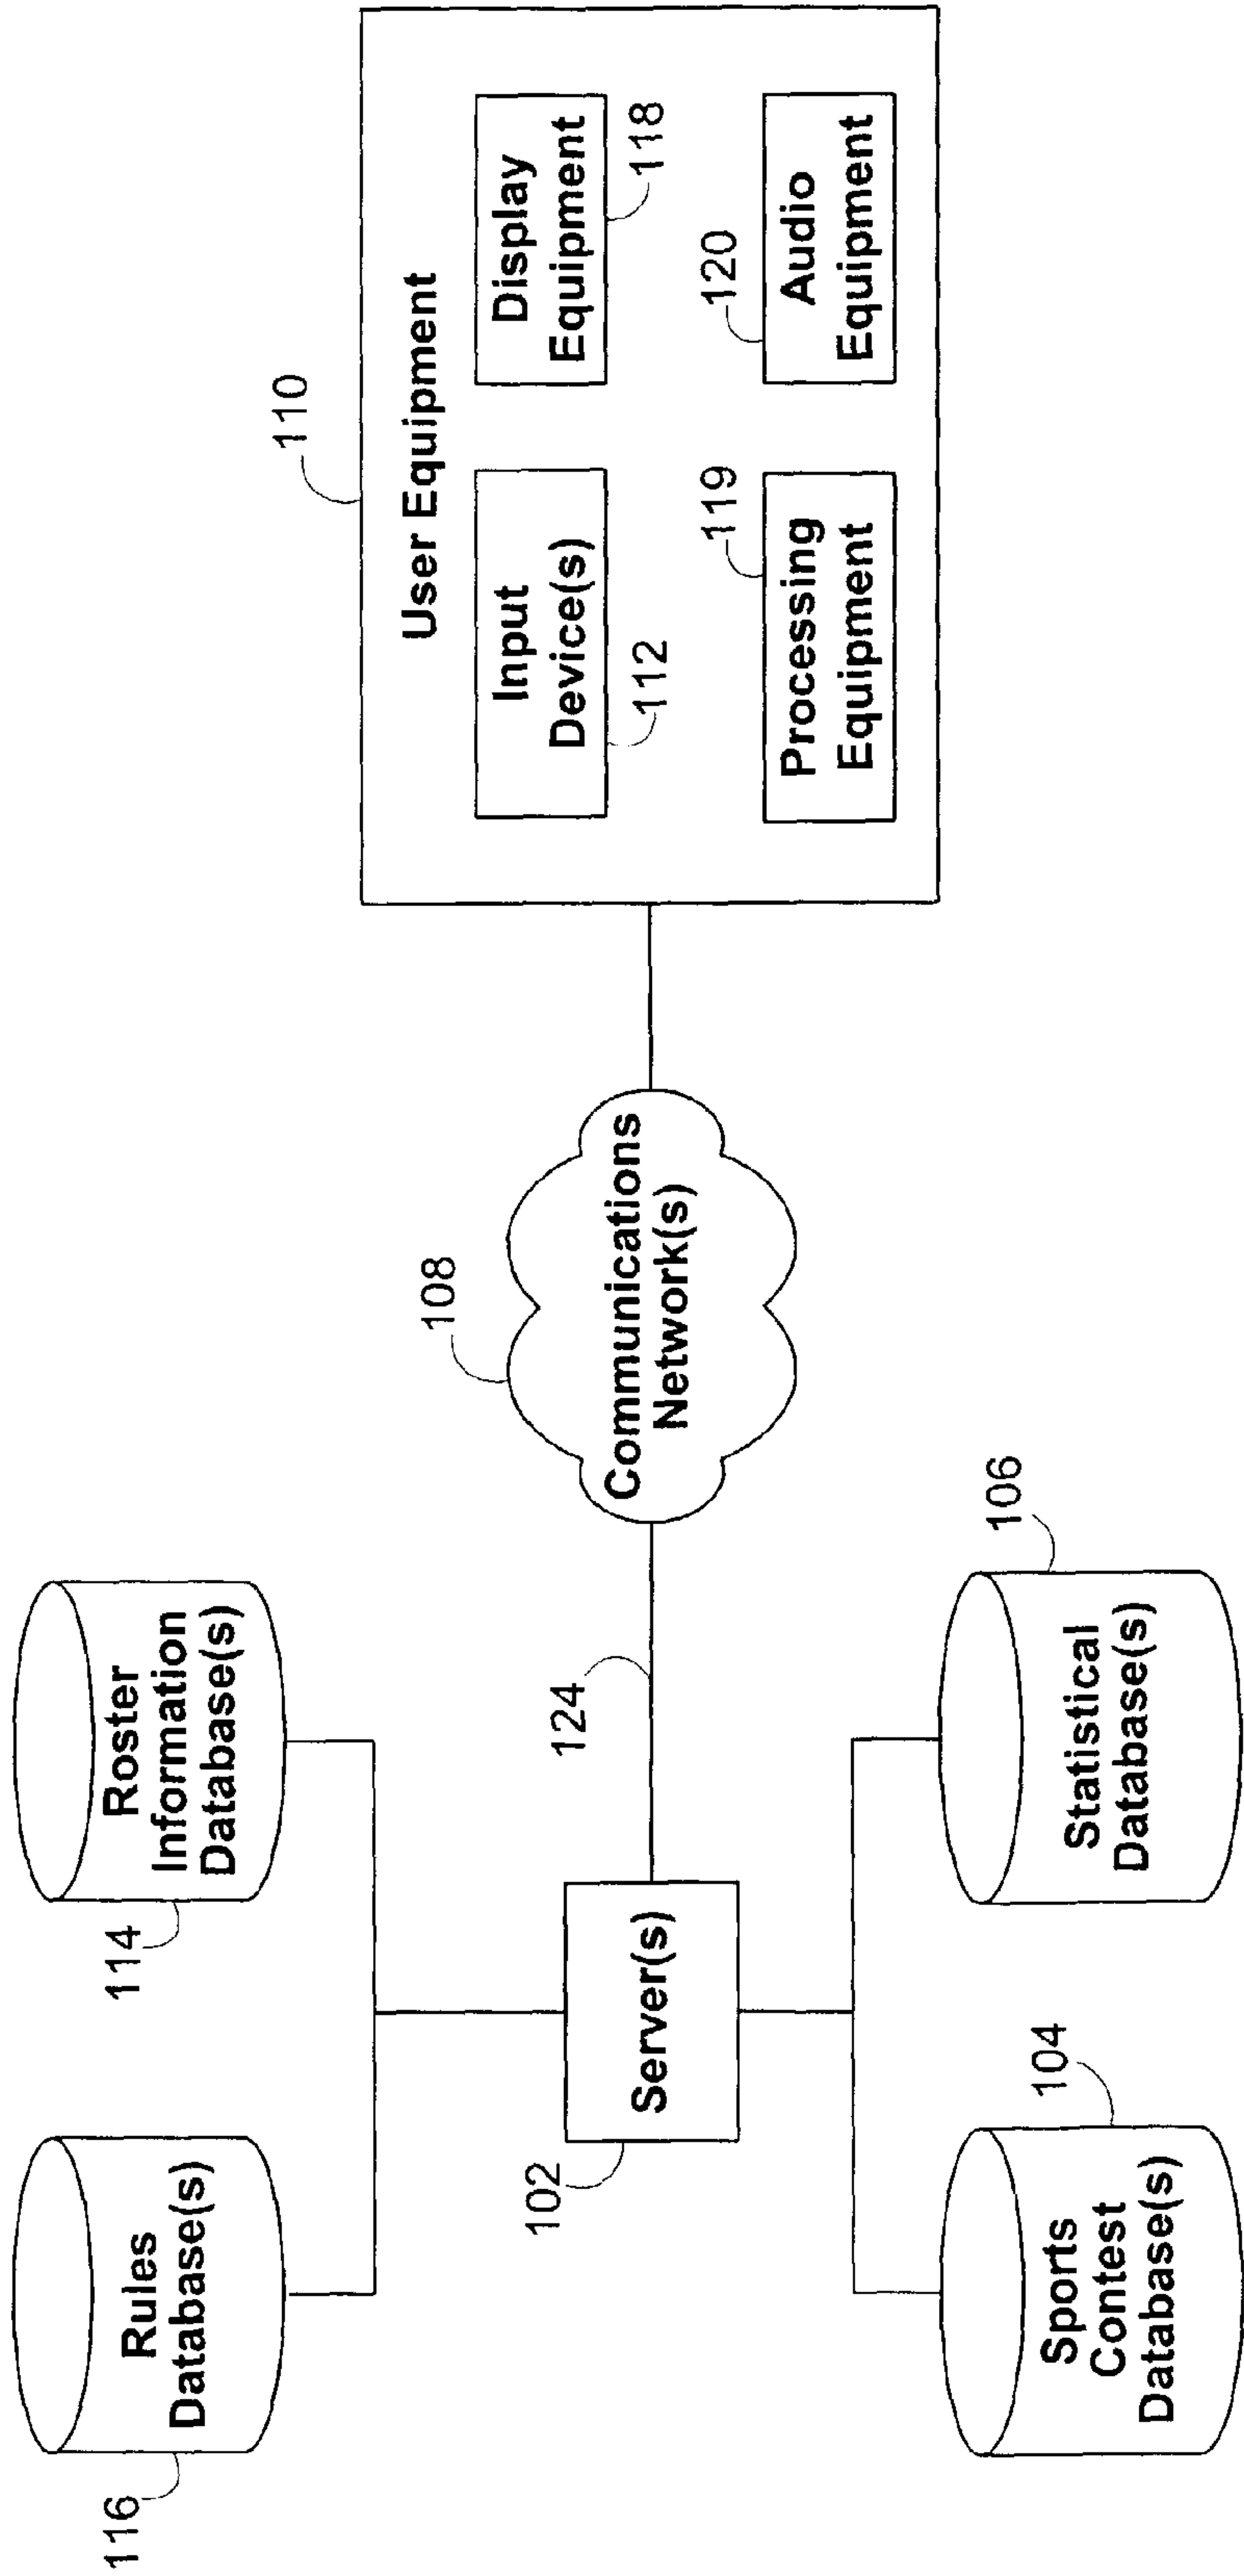 116
Rules
Database(s)
114
Roster
Information
Database(s)
102
Server(s)
124
104
Sports
Contest
Database(s)
106
Statistical
Database(s)
108
Communications
Network(s)
110
User Equipment
Input
Device(s)
112
Display
Equipment
118
119
Processing
Equipment
120
Audio
Equipment